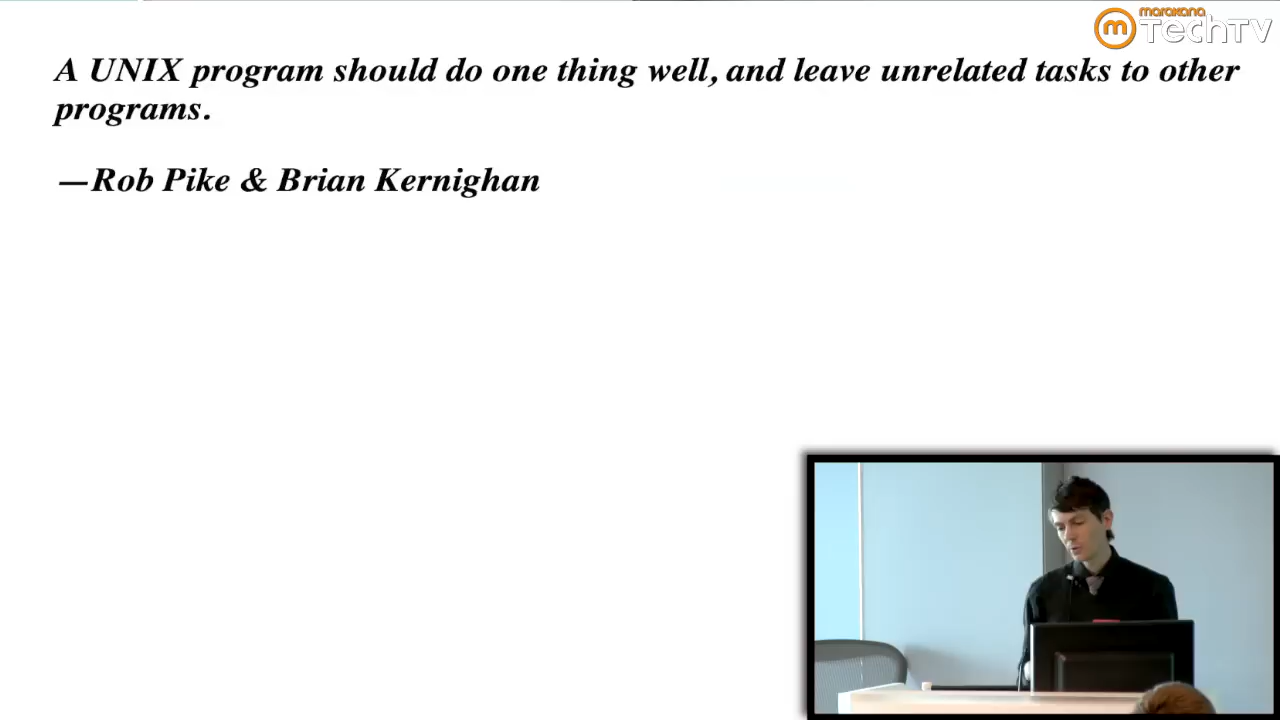 marakana
TechTV
A UNIX program should do one thing well, and leave unrelated tasks to other
programs.
—Rob Pike & Brian Kernighan